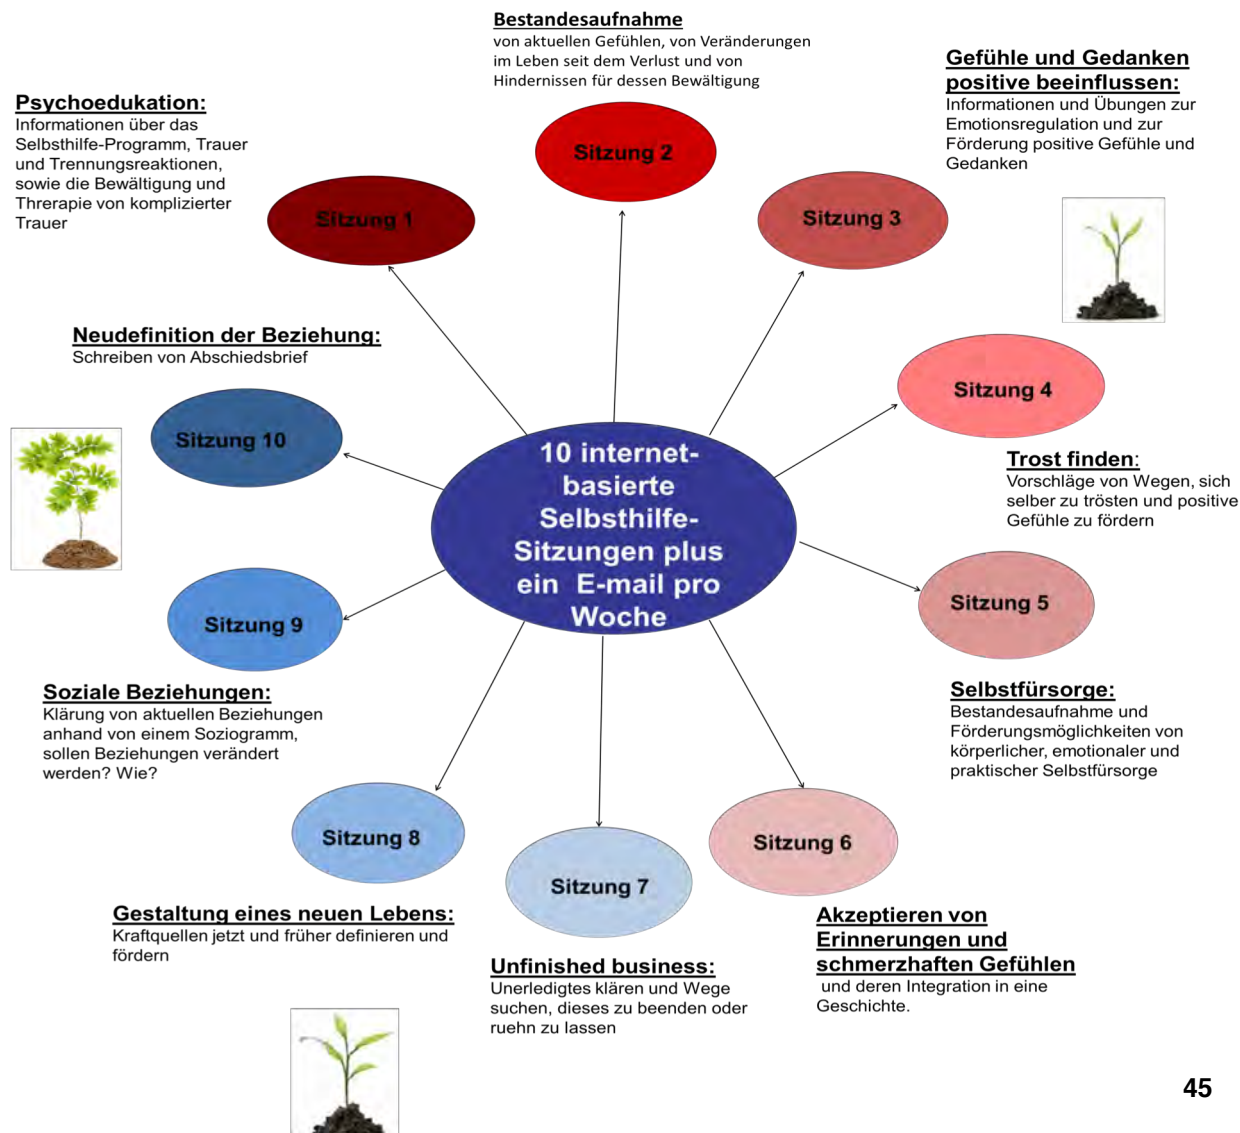 Bestandesaufnahme
von aktuellen Gefühlen, von Veränderungen
im Leben seit dem Verlust und von
Hindernissen für dessen Bewältigung
Sitzung 2
Psychoedukation:
Informationen über das
Selbsthilfe-Programm, Trauer
und Trennungsreaktionen,
sowie die Bewältigung und
Threrapie von komplizierter
Trauer
Sitzung 1
Gefühle und Gedanken
positive beeinflussen:
Informationen und Übungen zur
Emotionsregulation und zur
Förderung positive Gefühle und
Gedanken
Sitzung 3
Neudefinition der Beziehung:
Schreiben von Abschiedsbrief
Sitzung 10
Sitzung 4
Trost finden:
Vorschläge von Wegen, sich
selber zu trösten und positive
Gefühle zu fördern
10 internet-
basierte
Selbsthilfe-
Sitzungen plus
ein E-mail pro
Woche
Sitzung 9
Soziale Beziehungen:
Klärung von aktuellen Beziehungen
anhand von einem Soziogramm,
sollen Beziehungen verändert
werden? Wie?
Sitzung 5
Selbstfürsorge:
Bestandesaufnahme und
Förderungsmöglichkeiten von
körperlicher, emotionaler und
praktischer Selbstfürsorge
Sitzung 8
Gestaltung eines neuen Lebens:
Kraftquellen jetzt und früher definieren und
fördern
Sitzung 7
Unfinished business:
Unerledigtes klären und Wege
suchen, dieses zu beenden oder
ruehn zu lassen
Sitzung 6
Akzeptieren von
Erinnerungen und
schmerzhaften Gefühlen
und deren Integration in eine
Geschichte.
45